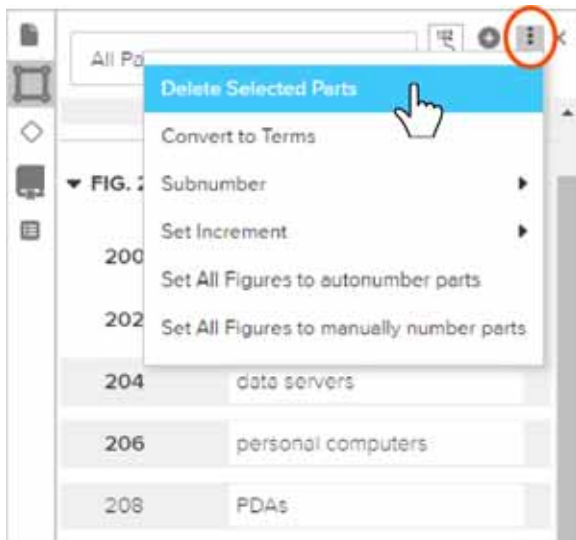 All Pa
Delete Selected Parts
Convert to Terms
FIG. 2
Subnumber
Set Increment
200
Set All Figures to autonumber parts
202
Set All Figures to manually number parts
204 data servers
206 personal computers
208 PDAs